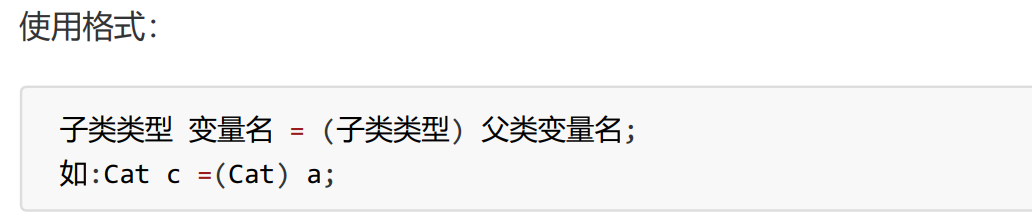 使用格式：
子类类型 变量名 = (子类类型) 父类变量名;
如:Cat c =(Cat) a;